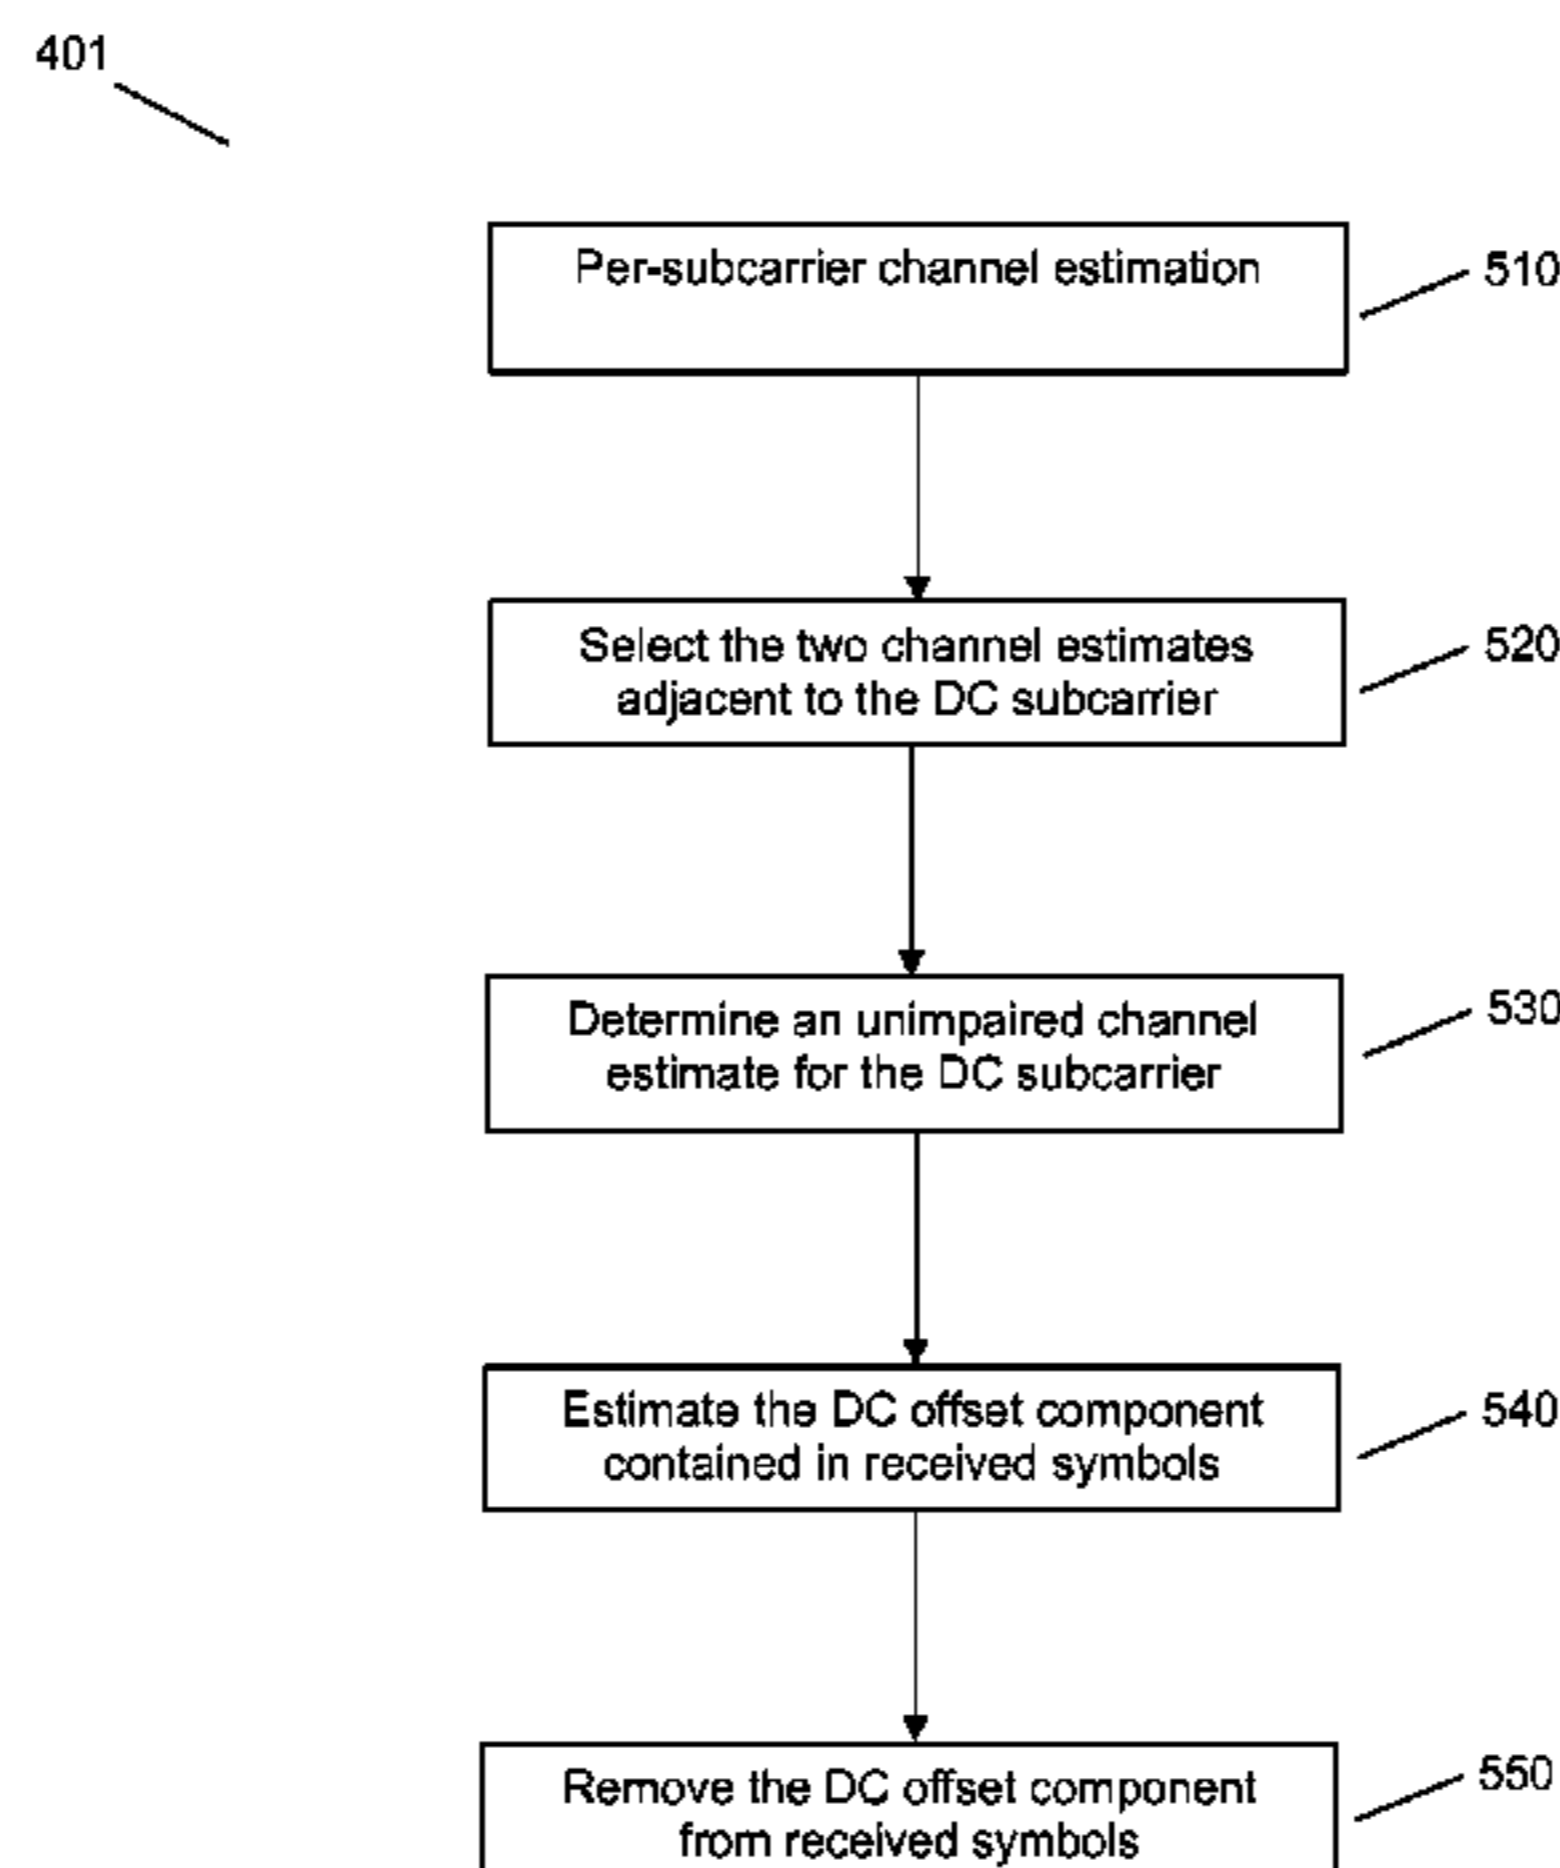 401
Per-subcarrier channel estimation
510
Select the two channel estimates
adjacent to the DC subcarrier
520
Determine an unimpaired channel
estimate for the DC subcarrier
530
Estimate the DC offset component
contained in received symbols
540
Remove the DC offset component
from received symbols
550